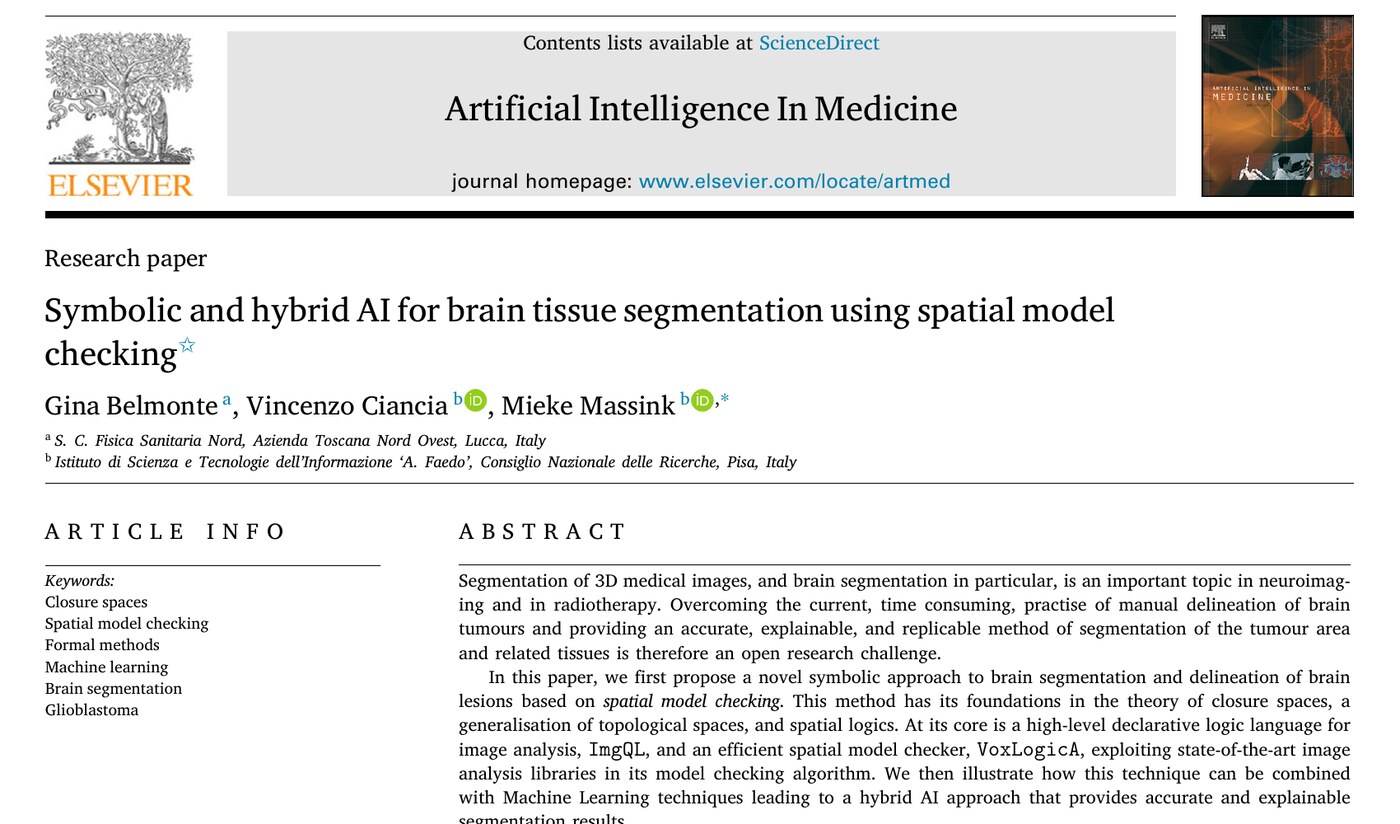 Contents lists available at ScienceDirect
Artificial Intelligence In Medicine
journal homepage: www.elsevier.com/locate/artmed
ELSEVIER
ARTIFICIAL INTELLIGENCE IN
MEDICINE
Research paper
Symbolic and hybrid AI for brain tissue segmentation using spatial model
checking☆
Gina Belmonte a, Vincenzo Ciancia b iD, Mieke Massink b iD,*
a S. C. Fisica Sanitaria Nord, Azienda Toscana Nord Ovest, Lucca, Italy
b Istituto di Scienza e Tecnologie dell’Informazione ‘A. Faedo’, Consiglio Nazionale delle Ricerche, Pisa, Italy
ARTICLE INFO
Keywords:
Closure spaces
Spatial model checking
Formal methods
Machine learning
Brain segmentation
Glioblastoma
ABSTRACT
Segmentation of 3D medical images, and brain segmentation in particular, is an important topic in neuroimag-
ing and in radiotherapy. Overcoming the current, time consuming, practise of manual delineation of brain
tumours and providing an accurate, explainable, and replicable method of segmentation of the tumour area
and related tissues is therefore an open research challenge.
In this paper, we first propose a novel symbolic approach to brain segmentation and delineation of brain
lesions based on spatial model checking. This method has its foundations in the theory of closure spaces, a
generalisation of topological spaces, and spatial logics. At its core is a high-level declarative logic language for
image analysis, ImgQL, and an efficient spatial model checker, VoxLogicA, exploiting state-of-the-art image
analysis libraries in its model checking algorithm. We then illustrate how this technique can be combined
with Machine Learning techniques leading to a hybrid AI approach that provides accurate and explainable
segmentation results.